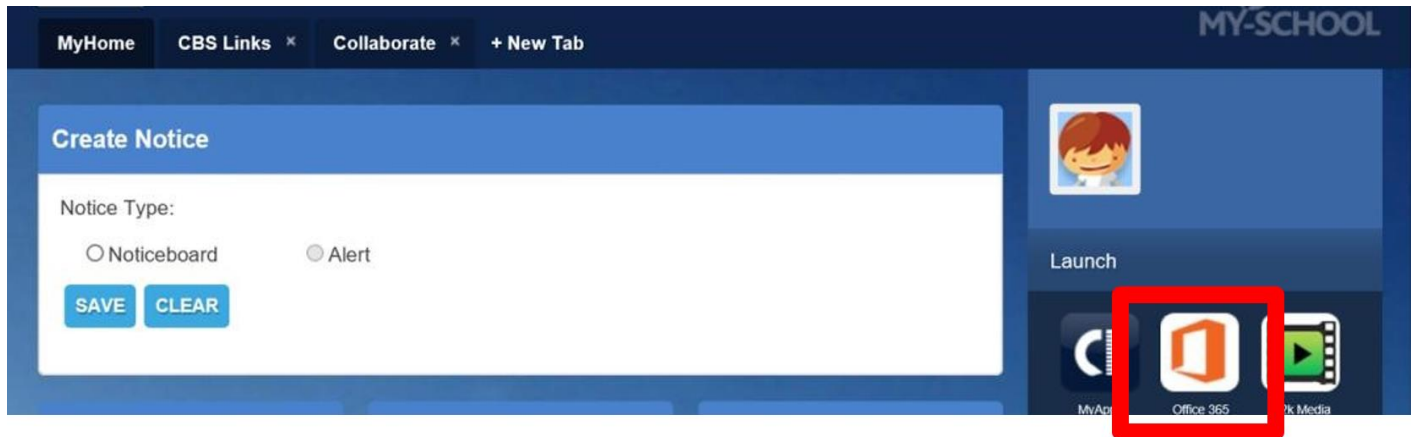 MY-SCHOOL
MyHome CBS Links × Collaborate × + New Tab
Create Notice
Notice Type:
Noticeboard Alert
SAVE CLEAR
Launch
Office 365 Media